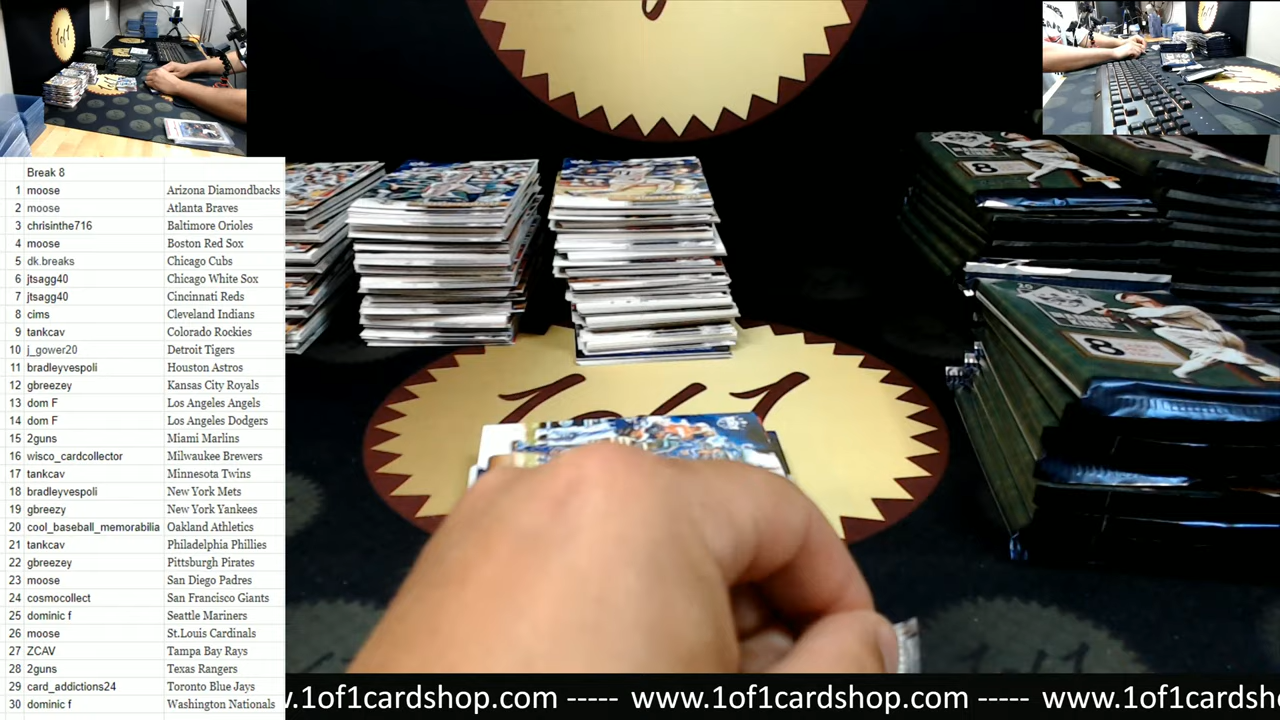 Break 8
1 moose Arizona Diamondbacks
2 moose Atlanta Braves
3 chrisinthe716 Baltimore Orioles
4 moose Boston Red Sox
5 dk.breaks Chicago Cubs
6 jtsagg40 Chicago White Sox
7 jtsagg40 Cincinnati Reds
8 cims Cleveland Indians
9 tankcav Colorado Rockies
10 j_gower20 Detroit Tigers
11 bradleyvespoli Houston Astros
12 gbreezey Kansas City Royals
13 dom F Los Angeles Angels
14 dom F Los Angeles Dodgers
15 2guns Miami Marlins
16 wisco_cardcollector Milwaukee Brewers
17 tankcav Minnesota Twins
18 bradleyvespoli New York Mets
19 gbreezy New York Yankees
20 cool_baseball_memorabilia Oakland Athletics
21 tankcav Philadelphia Phillies
22 gbreezey Pittsburgh Pirates
23 moose San Diego Padres
24 cosmocollect San Francisco Giants
25 dominic f Seattle Mariners
26 moose St.Louis Cardinals
27 ZCAV Tampa Bay Rays
28 2guns Texas Rangers
29 card_addictions24 Toronto Blue Jays
30 dominic f Washington Nationals
1of1
8
8
1of1
.1of1cardshop.com ----- www.1of1cardshop.com ----- www.1of1cardsh